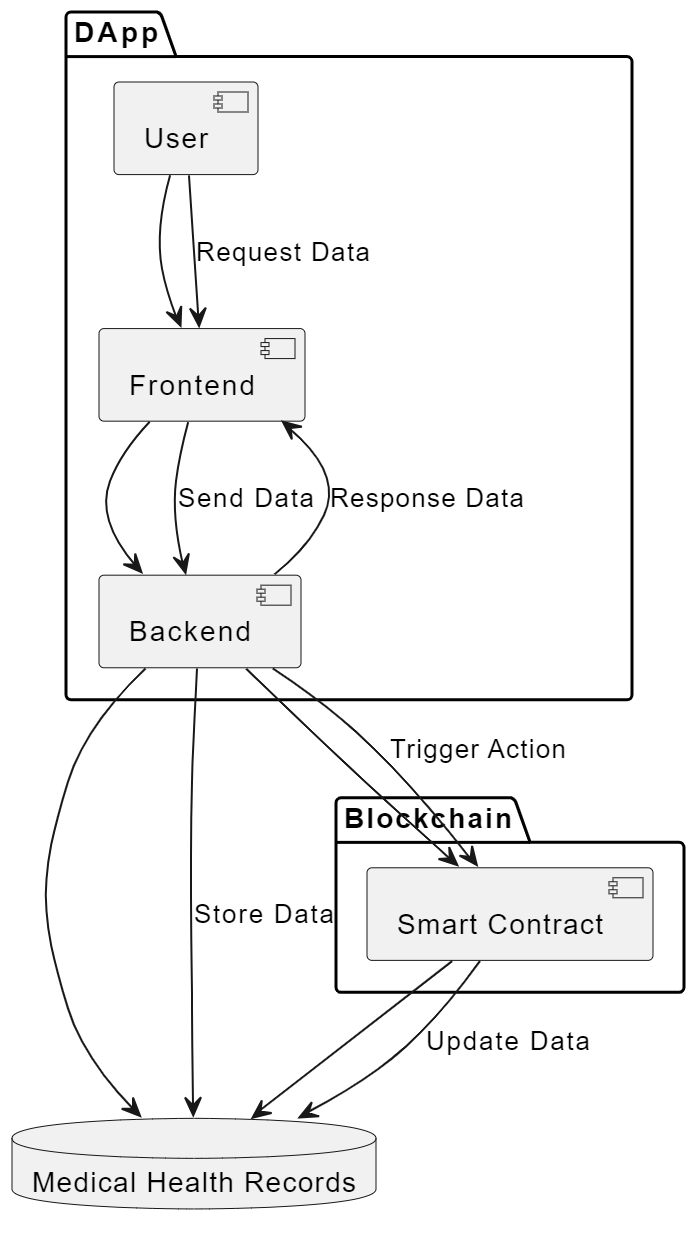 DApp
User
Request Data
Frontend
Send Data
Response Data
Backend
Trigger Action
Blockchain
Store Data
Smart Contract
Update Data
Medical Health Records